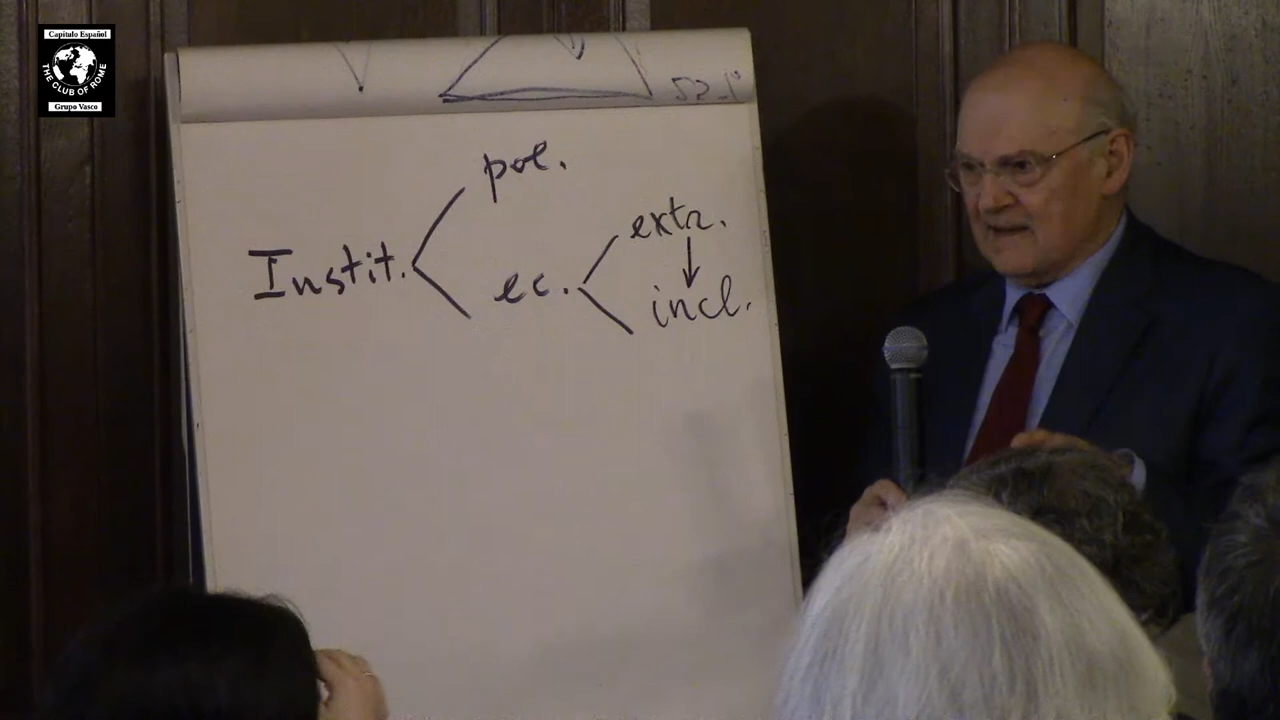 Capítulo Español
THE CLUB OF ROME
Grupo Vasco
pol.
extr.
Instit.
ec.
incl.